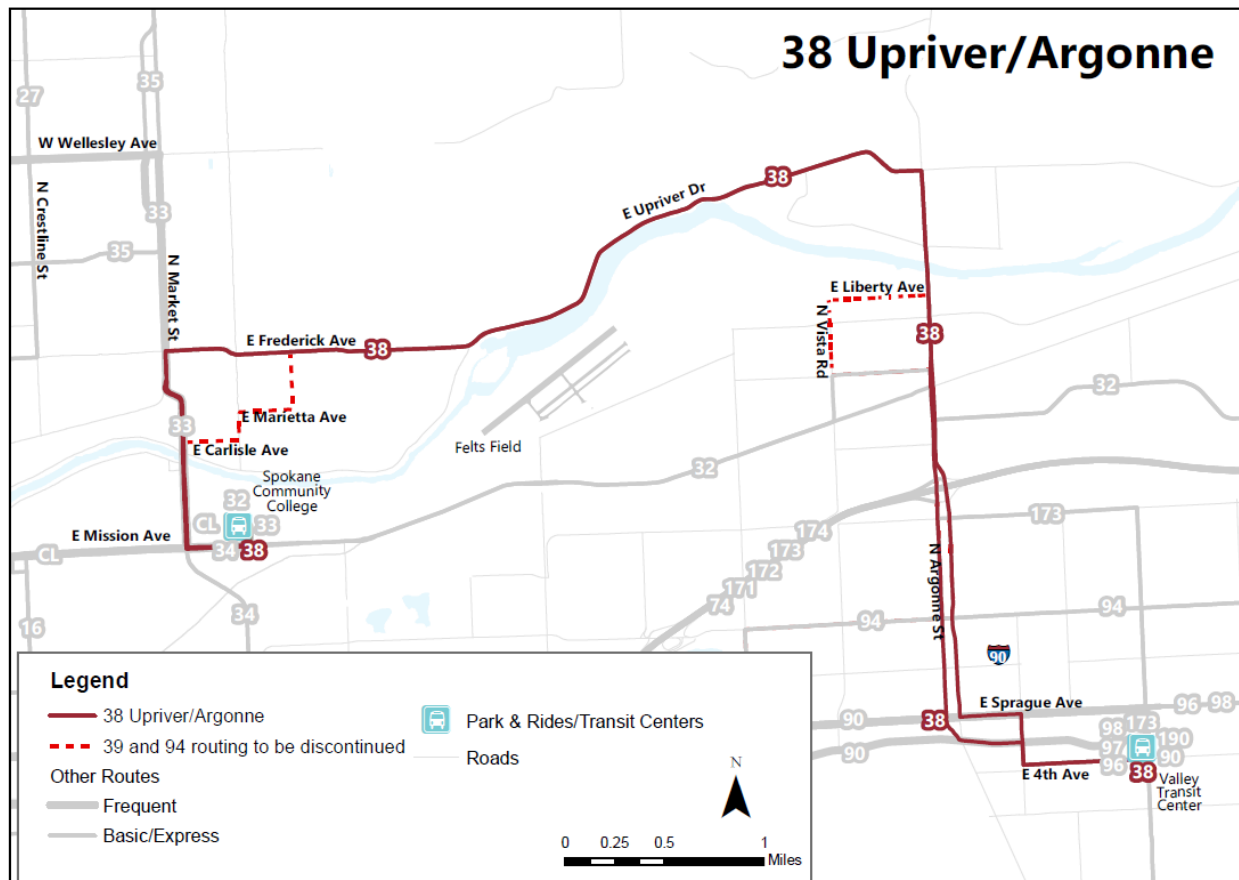 38 Upriver/Argonne
27
35
W Wellesley Ave
38
E Upriver Dr
N Crestline St
33
35
N Market St
E Liberty Ave
N Vista Rd
38
E Frederick Ave
38
32
E Marietta Ave
33
E Carlisle Ave
Felts Field
Spokane
Community
College
32
32
CL
33
173
174
E Mission Ave
CL
34
38
173
172
171
74
N Argonne St
94
94
34
16
90
E Sprague Ave
96
98
90
38
98
173
190
90
97
E 4th Ave
96
90
38
Valley
Transit
Center
Legend
38 Upriver/Argonne
39 and 94 routing to be discontinued
Other Routes
Frequent
Basic/Express
Park & Rides/Transit Centers
Roads
N
0 0.25 0.5 1
Miles